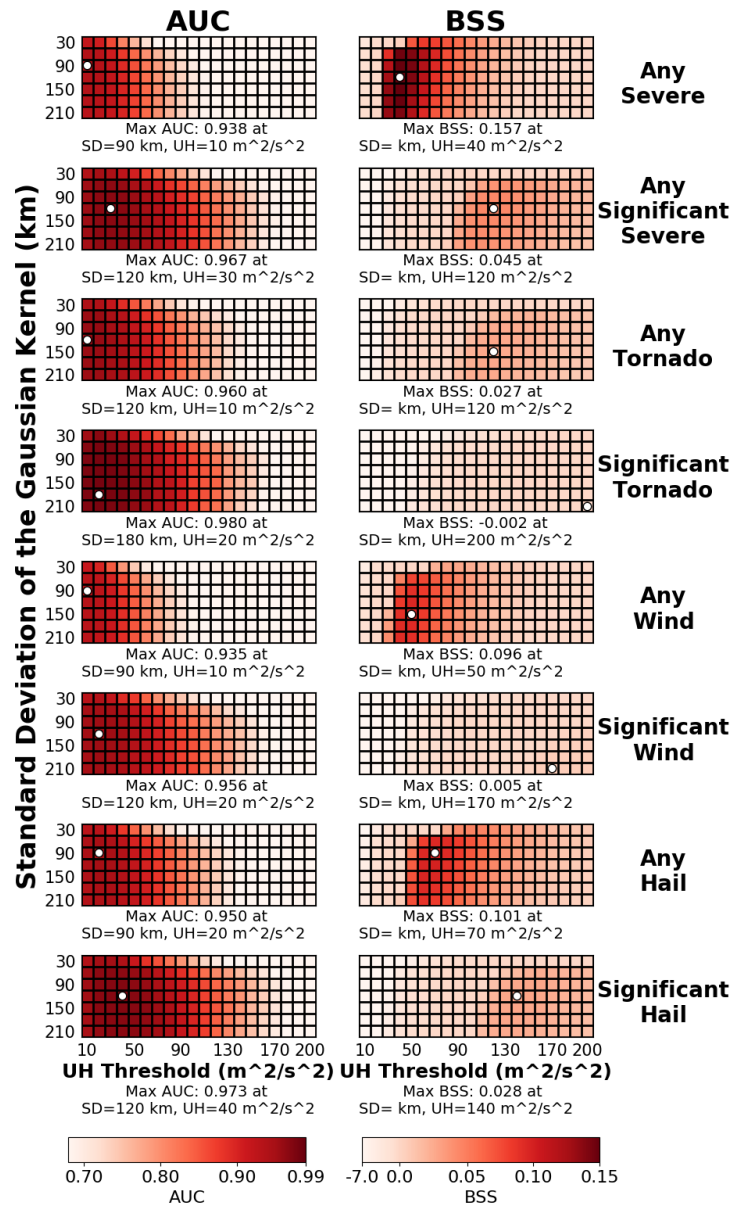 AUC
BSS
30
90
150
210
Max AUC: 0.938 at
SD=90 km, UH=10 m^2/s^2
Max BSS: 0.157 at
SD= km, UH=40 m^2/s^2
Any
Severe
30
90
150
210
Max AUC: 0.967 at
SD=120 km, UH=30 m^2/s^2
Max BSS: 0.045 at
SD= km, UH=120 m^2/s^2
Any
Significant
Severe
30
90
150
210
Max AUC: 0.960 at
SD=120 km, UH=10 m^2/s^2
Max BSS: 0.027 at
SD= km, UH=120 m^2/s^2
Any
Tornado
30
90
150
210
Max AUC: 0.980 at
SD=180 km, UH=20 m^2/s^2
Max BSS: -0.002 at
SD= km, UH=200 m^2/s^2
Significant
Tornado
30
90
150
210
Max AUC: 0.935 at
SD=90 km, UH=10 m^2/s^2
Max BSS: 0.096 at
SD= km, UH=50 m^2/s^2
Any
Wind
30
90
150
210
Max AUC: 0.956 at
SD=120 km, UH=20 m^2/s^2
Max BSS: 0.005 at
SD= km, UH=170 m^2/s^2
Significant
Wind
30
90
150
210
Max AUC: 0.950 at
SD=90 km, UH=20 m^2/s^2
Max BSS: 0.101 at
SD= km, UH=70 m^2/s^2
Any
Hail
30
90
150
210
10 50 90 130 170 200
UH Threshold (m^2/s^2)
Max AUC: 0.973 at
SD=120 km, UH=40 m^2/s^2
10 50 90 130 170 200
UH Threshold (m^2/s^2)
Max BSS: 0.028 at
SD= km, UH=140 m^2/s^2
Significant
Hail
Standard Deviation of the Gaussian Kernel (km)
0.70 0.80 0.90 0.99
AUC
-7.0 0.0 0.05 0.10 0.15
BSS